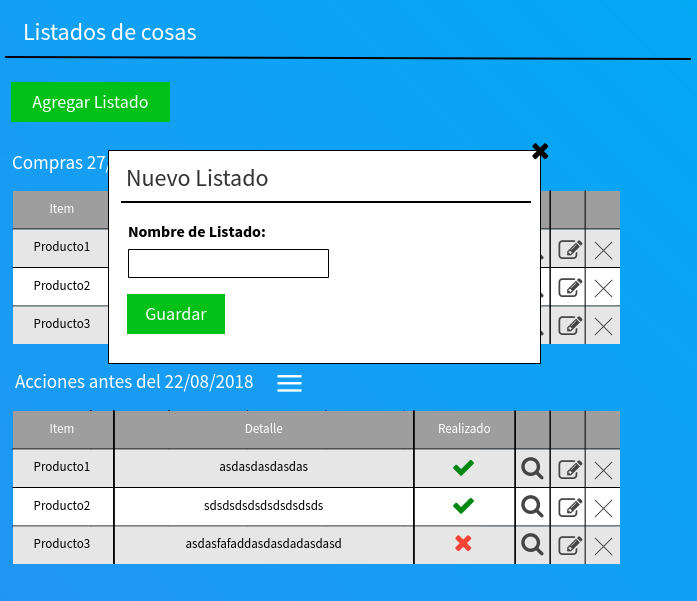 Listados de cosas
Agregar Listado
Compras 27/
Nuevo Listado
Item
Nombre de Listado:
Producto1
Producto2
Guardar
Producto3
Acciones antes del 22/08/2018
Item Detalle Realizado
Producto1 asdasdasdasdas
Producto2 sdsdsdsdsdsdsdsdsds
Producto3 asdasfafaddasdasdadasdasd